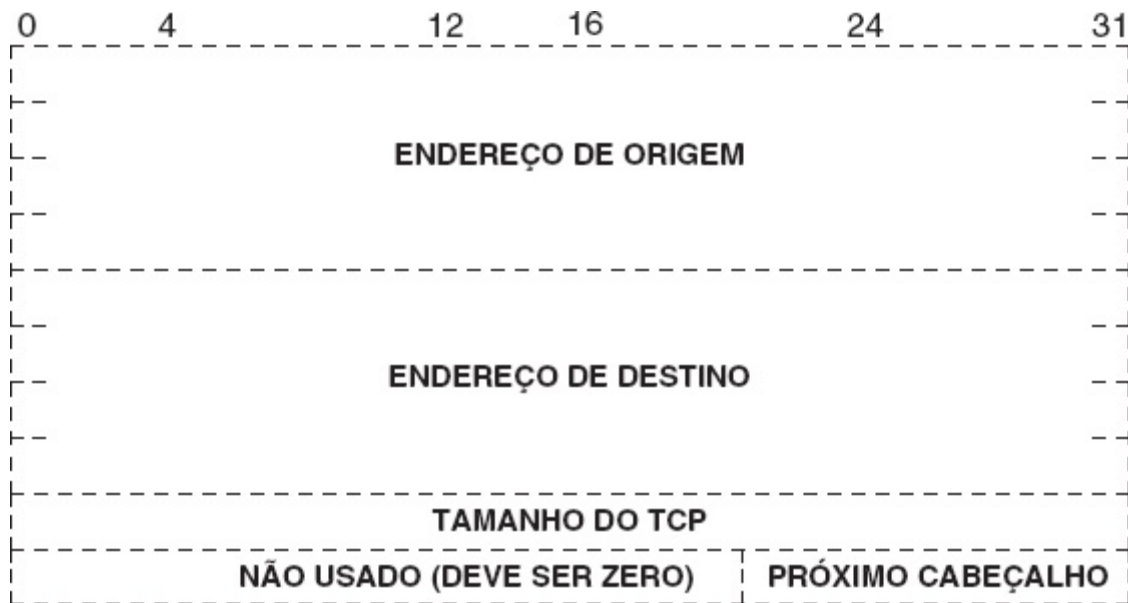 0 4 12 16 24 31
ENDEREÇO DE ORIGEM
ENDEREÇO DE DESTINO
TAMANHO DO TCP
NÃO USADO (DEVE SER ZERO) PRÓXIMO CABEÇALHO